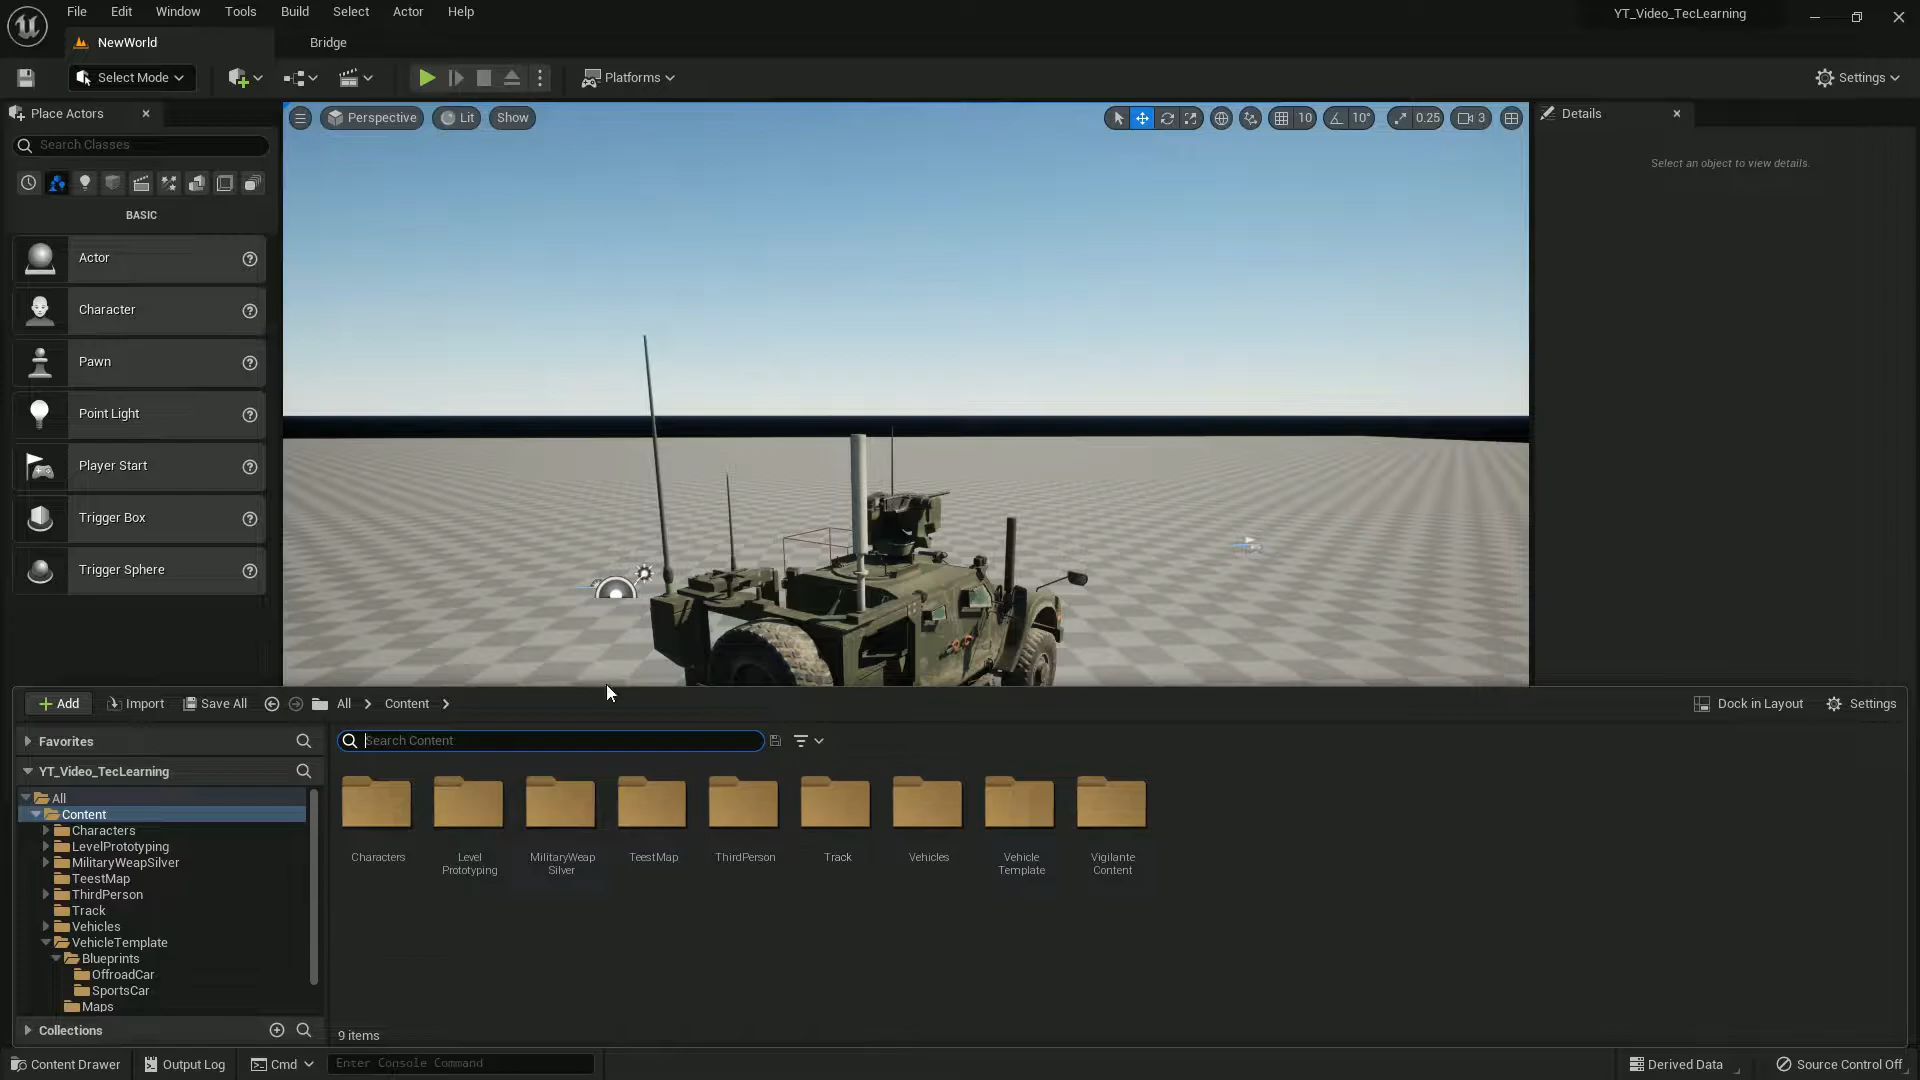 File Edit Window Tools Build Select Actor Help
YT_Video_TecLearning
NewWorld
Bridge
Select Mode
Platforms
Settings
Place Actors
Perspective
Lit
Show
10
10°
0.25
3
Details
Search Classes
Select an object to view details.
BASIC
Actor
Character
Pawn
Point Light
Player Start
Trigger Box
Trigger Sphere
Add
Import
Save All
All
Content
Dock in Layout
Settings
Favorites
Search Content
YT_Video_TecLearning
All
Content
Characters
LevelPrototyping
MilitaryWeapSilver
TeestMap
ThirdPerson
Track
Vehicles
VehicleTemplate
Blueprints
OffroadCar
SportsCar
Maps
Characters
Level
Prototyping
MilitaryWeap
Silver
TeestMap
ThirdPerson
Track
Vehicles
Vehicle
Template
Vigilante
Content
Collections
9 items
Content Drawer
Output Log
Cmd
Enter Console Command
Derived Data
Source Control Off